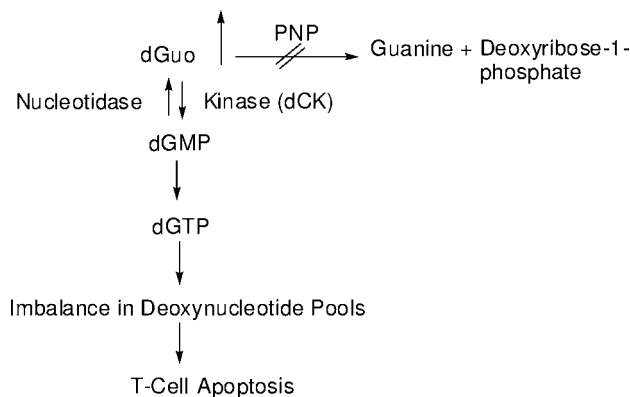 PNP
dGuo
Guanine + Deoxyribose-1-
phosphate
Nucleotidase
Kinase (dCK)
dGMP
dGTP
Imbalance in Deoxynucleotide Pools
T-Cell Apoptosis